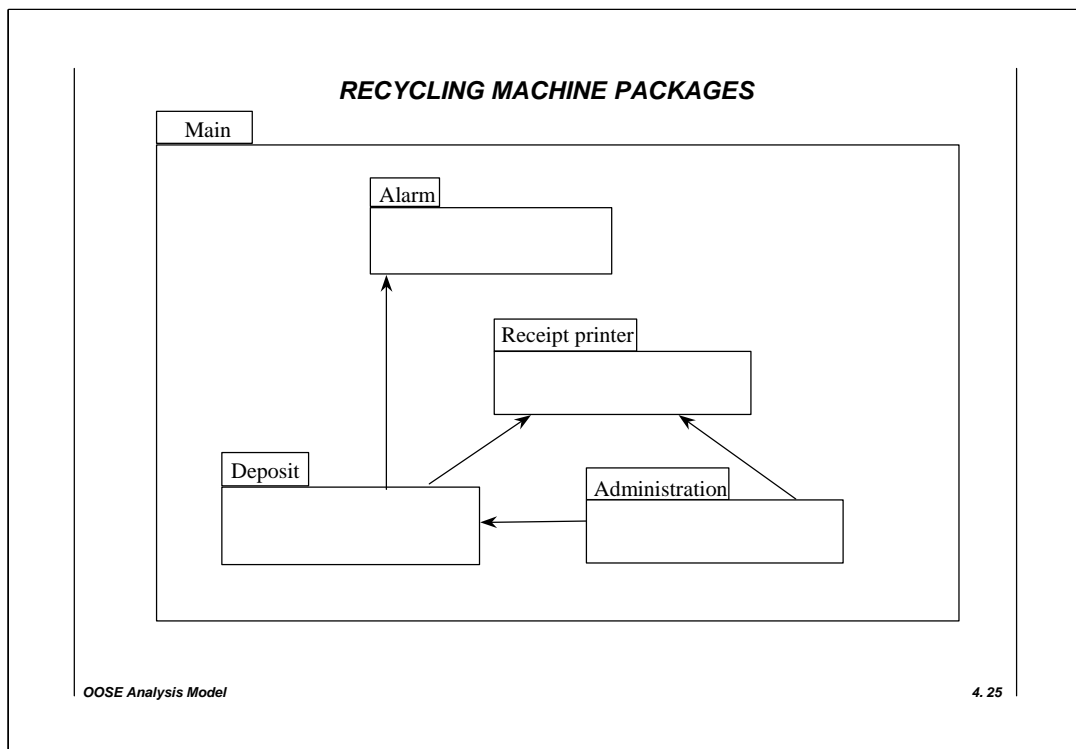 RECYCLING MACHINE PACKAGES
Main
Alarm
Receipt printer
Deposit
Administration
OOSE Analysis Model
4. 25